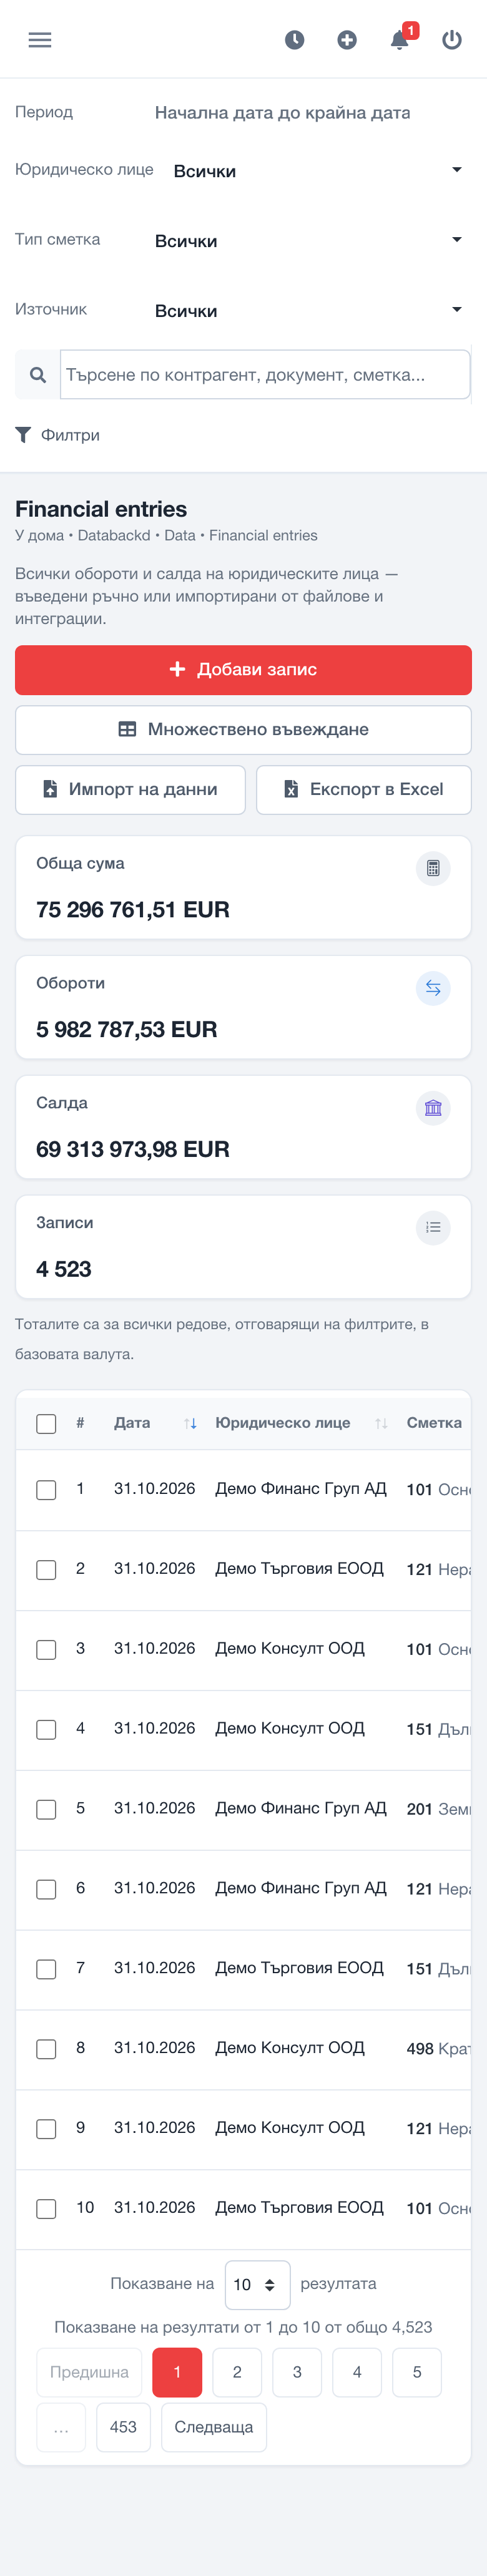 1
Период Начална дата до крайна дата
Юридическо лице Всички
Тип сметка Всички
Източник Всички
Търсене по контрагент, документ, сметка...
Филтри
Financial entries
У дома • Databackd • Data • Financial entries
Всички обороти и салда на юридическите лица —
въведени ръчно или импортирани от файлове и
интеграции.
Добави запис
Множествено въвеждане
Импорт на данни Експорт в Excel
Обща сума
75 296 761,51 EUR
Обороти
5 982 787,53 EUR
Салда
69 313 973,98 EUR
Записи
4 523
Тоталите са за всички редове, отговарящи на филтрите, в
базовата валута.
# Дата Юридическо лице Сметка
1 31.10.2026 Демо Финанс Груп АД 101 Осн
2 31.10.2026 Демо Търговия ЕООД 121 Нера
3 31.10.2026 Демо Консулт ООД 101 Осн
4 31.10.2026 Демо Консулт ООД 151 Дъл
5 31.10.2026 Демо Финанс Груп АД 201 Зем
6 31.10.2026 Демо Финанс Груп АД 121 Нера
7 31.10.2026 Демо Търговия ЕООД 151 Дъл
8 31.10.2026 Демо Консулт ООД 498 Крат
9 31.10.2026 Демо Консулт ООД 121 Нера
10 31.10.2026 Демо Търговия ЕООД 101 Осн
Показване на 10 резултата
Показване на резултати от 1 до 10 от общо 4,523
Предишна 1 2 3 4 5
... 453 Следваща